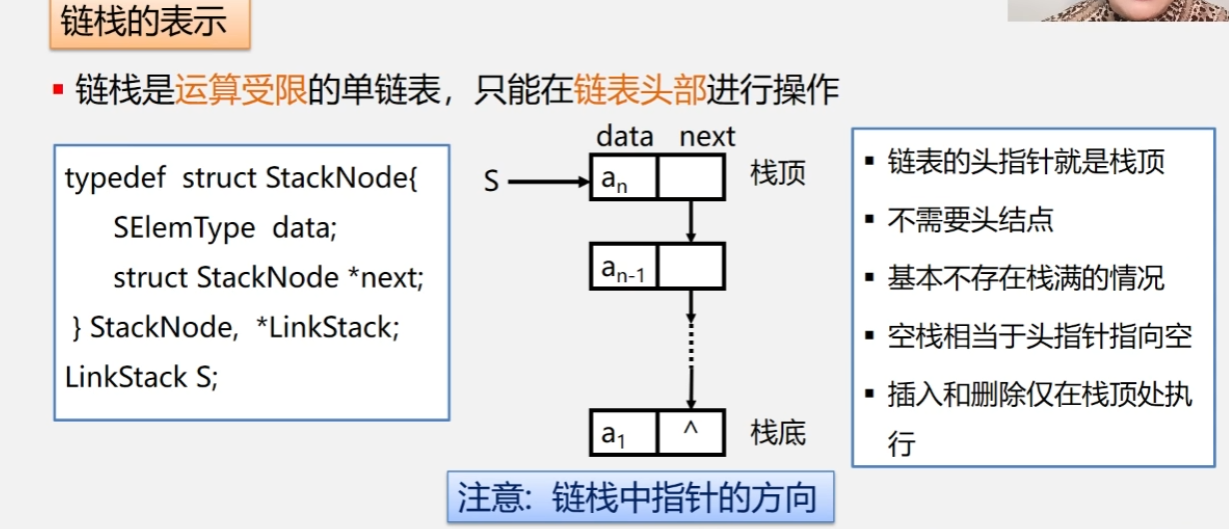 链栈的表示
▪ 链栈是运算受限的单链表，只能在链表头部进行操作
typedef struct StackNode{
SElemType data;
struct StackNode *next;
} StackNode, *LinkStack;
LinkStack S;
data next
S
an 栈顶
an-1
a1 ^ 栈底
▪ 链表的头指针就是栈顶
▪ 不需要头结点
▪ 基本不存在栈满的情况
▪ 空栈相当于头指针指向空
▪ 插入和删除仅在栈顶处执
行
注意: 链栈中指针的方向